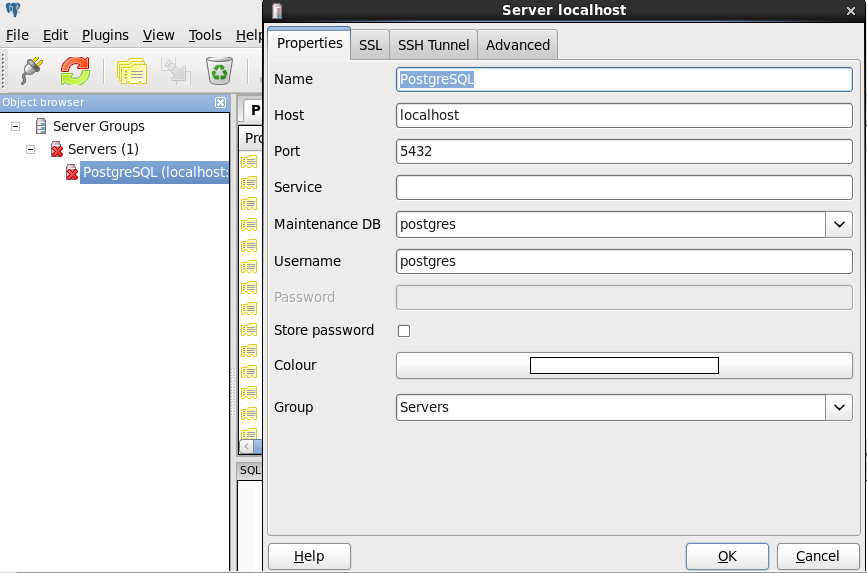 Server localhost
File Edit Plugins View Tools Help
Object browser
Server Groups
Servers (1)
PostgreSQL (localhost:
P
Pro
SQL
Properties SSL SSH Tunnel Advanced
Name PostgreSQL
Host localhost
Port 5432
Service
Maintenance DB postgres
Username postgres
Password
Store password
Colour
Group Servers
Help OK Cancel